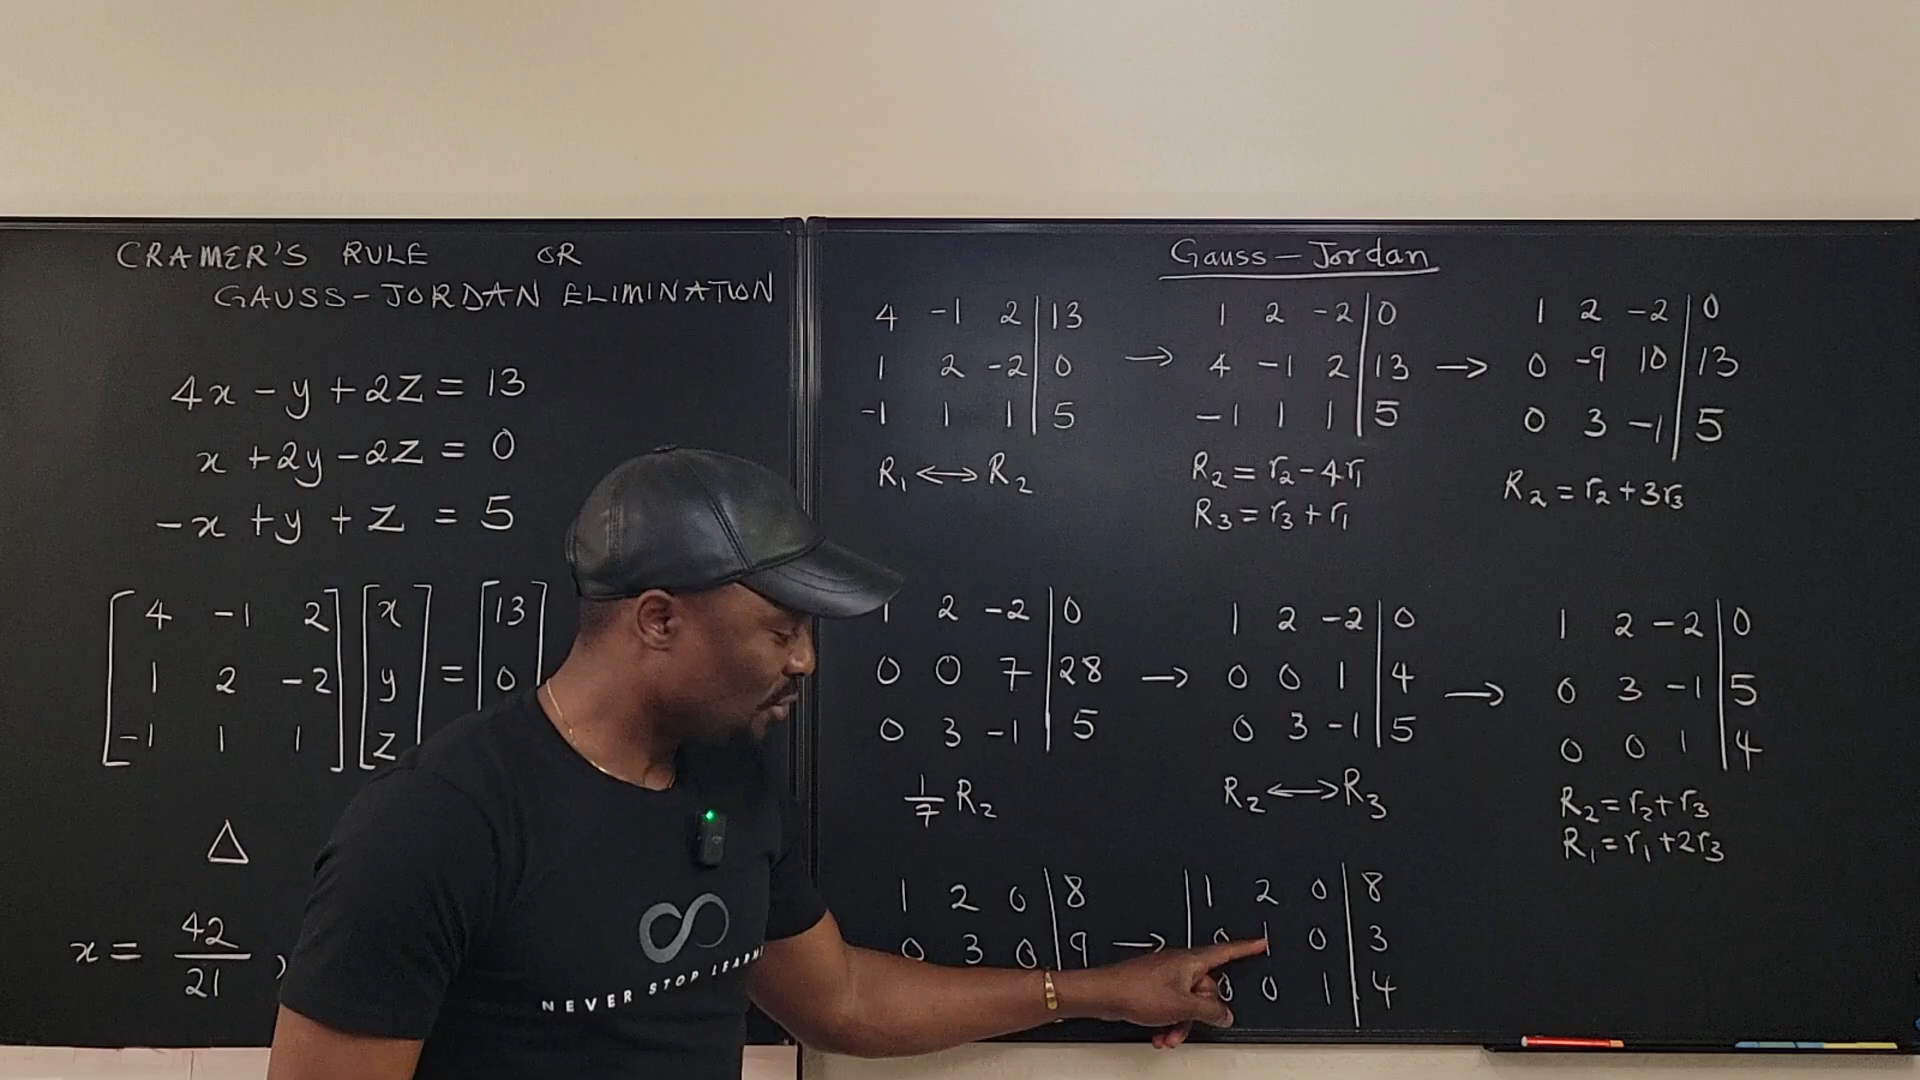 CRAMER'S RULE OR
GAUSS-JORDAN ELIMINATION
4x - y + 2z = 13
x + 2y - 2z = 0
-x + y + z = 5
[4 -1 2] [x] = [13]
[1 2 -2] [y] [0]
[-1 1 1] [z]
Δ
x = 42/21 ,
Gauss-Jordan
4 -1 2 | 13
1 2 -2 | 0
-1 1 1 | 5
R₁ ↔ R₂
→
1 2 -2 | 0
4 -1 2 | 13
-1 1 1 | 5
R₂ = r₂ - 4r₁
R₃ = r₃ + r₁
→
1 2 -2 | 0
0 -9 10 | 13
0 3 -1 | 5
R₂ = r₂ + 3r₃
1 2 -2 | 0
0 0 7 | 28
0 3 -1 | 5
1/7 R₂
→
1 2 -2 | 0
0 0 1 | 4
0 3 -1 | 5
R₂ ↔ R₃
→
1 2 -2 | 0
0 3 -1 | 5
0 0 1 | 4
R₂ = r₂ + r₃
R₁ = r₁ + 2r₃
1 2 0 | 8
0 3 0 | 9
→
| 1 2 0 | 8
0 1 0 | 3
0 0 1 | 4
NEVER STOP